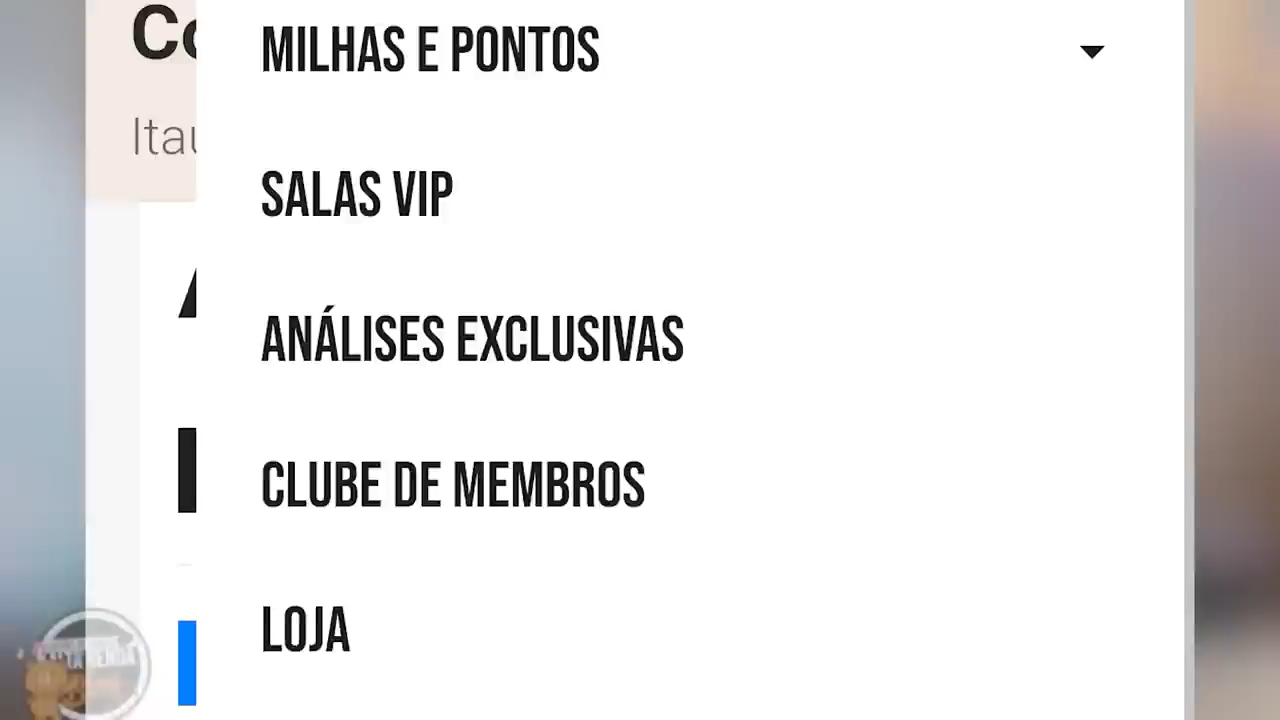 MILHAS E PONTOS
SALAS VIP
ANÁLISES EXCLUSIVAS
CLUBE DE MEMBROS
LOJA